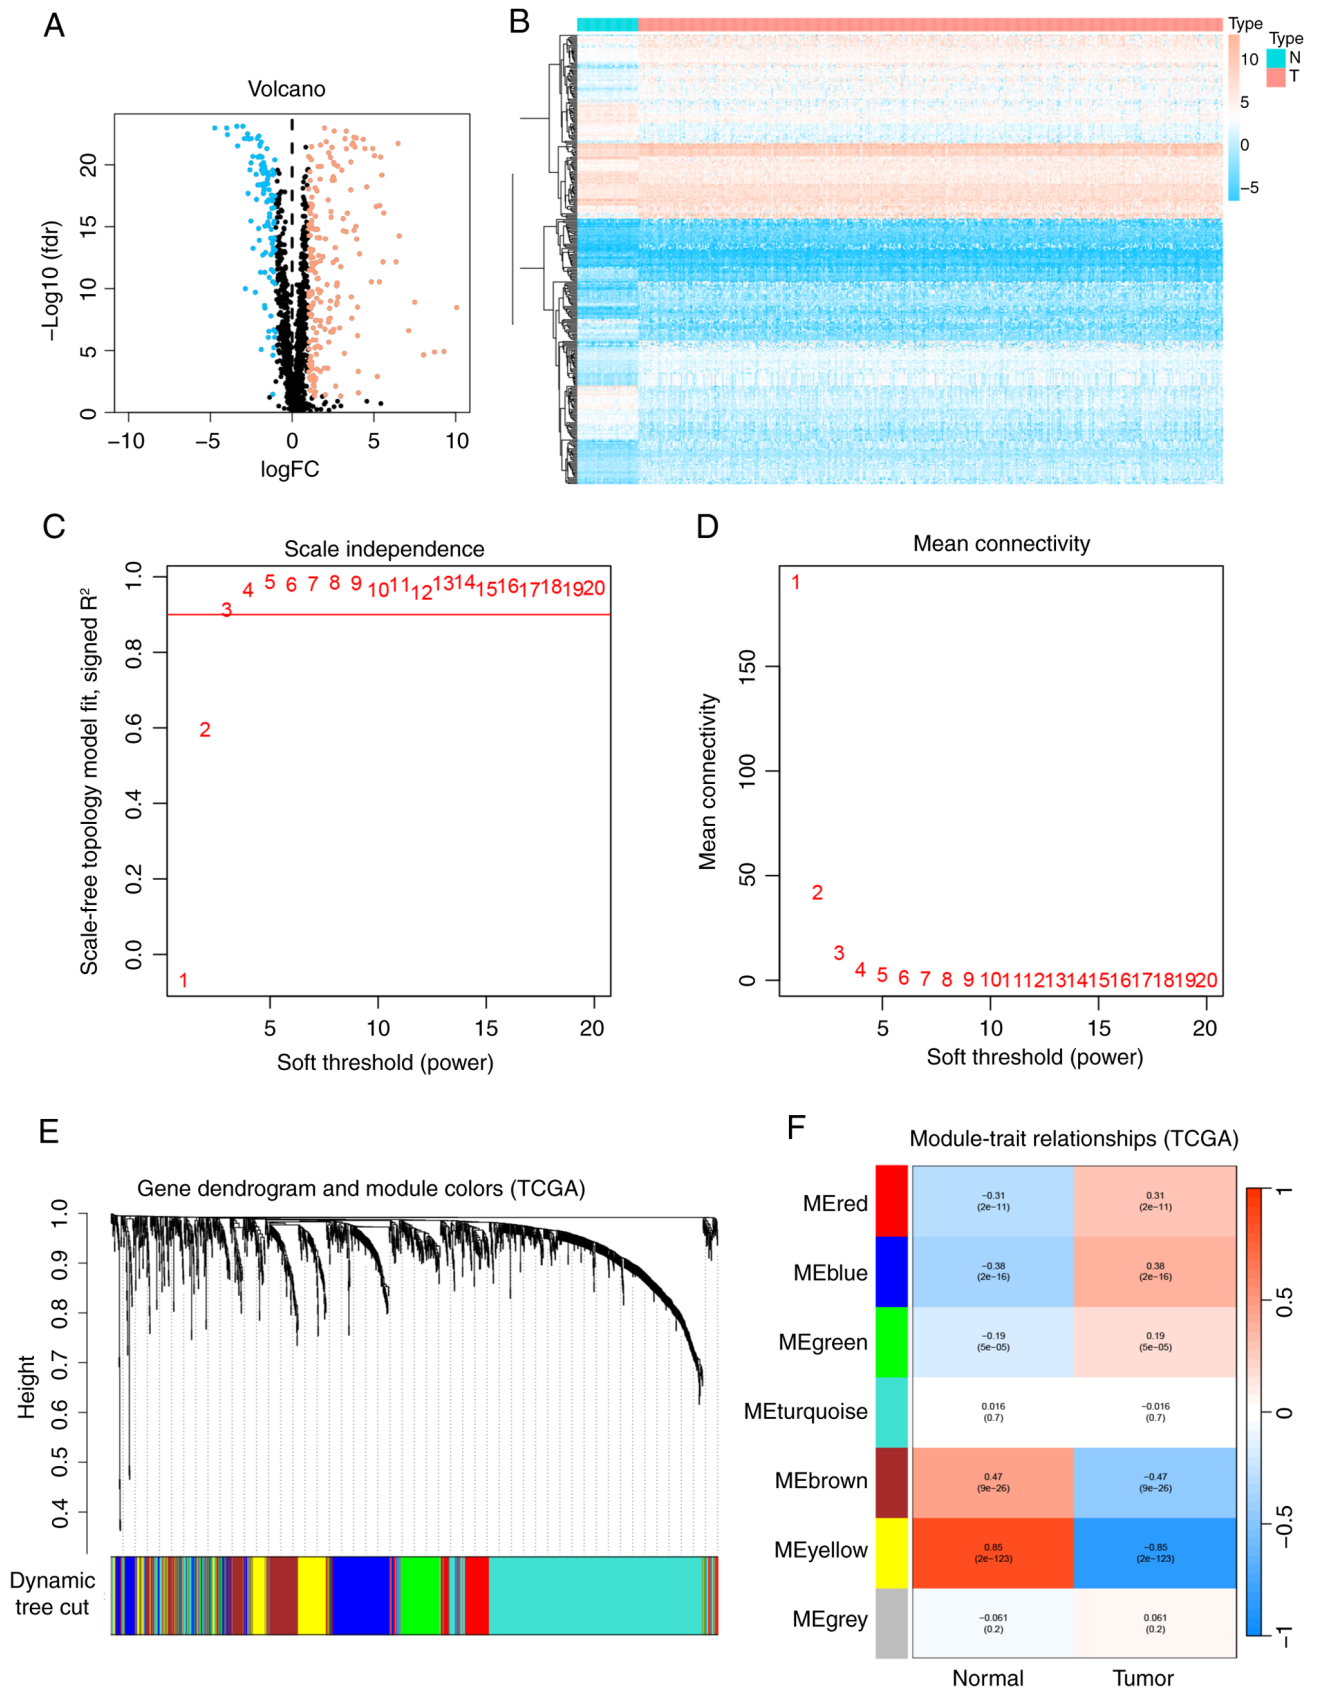 A
Volcano
−Log10 (fdr)
20
15
10
5
0
−10 −5 0 5 10
logFC
B
Type
10
5
0
−5
Type
N
T
C
Scale independence
Scale-free topology model fit, signed R²
1.0
0.8
0.6
0.4
0.2
0.0
1 2 3 4 5 6 7 8 9 10 11 12 13 14 15 16 17 18 19 20
5 10 15 20
Soft threshold (power)
D
Mean connectivity
Mean connectivity
150
100
50
0
1 2 3 4 5 6 7 8 9 10 11 12 13 14 15 16 17 18 19 20
5 10 15 20
Soft threshold (power)
E
Gene dendrogram and module colors (TCGA)
Height
1.0
0.9
0.8
0.7
0.6
0.5
0.4
Dynamic
tree cut
F
Module-trait relationships (TCGA)
MEred
−0.31
(2e−11)
0.31
(2e−11)
MEblue
−0.38
(2e−16)
0.38
(2e−16)
MEgreen
−0.19
(5e−05)
0.19
(5e−05)
MEturquoise
0.016
(0.7)
−0.016
(0.7)
MEbrown
0.47
(9e−26)
−0.47
(9e−26)
MEyellow
0.85
(2e−123)
−0.85
(2e−123)
MEgrey
−0.061
(0.2)
0.061
(0.2)
Normal Tumor
1
0.5
0
−0.5
−1